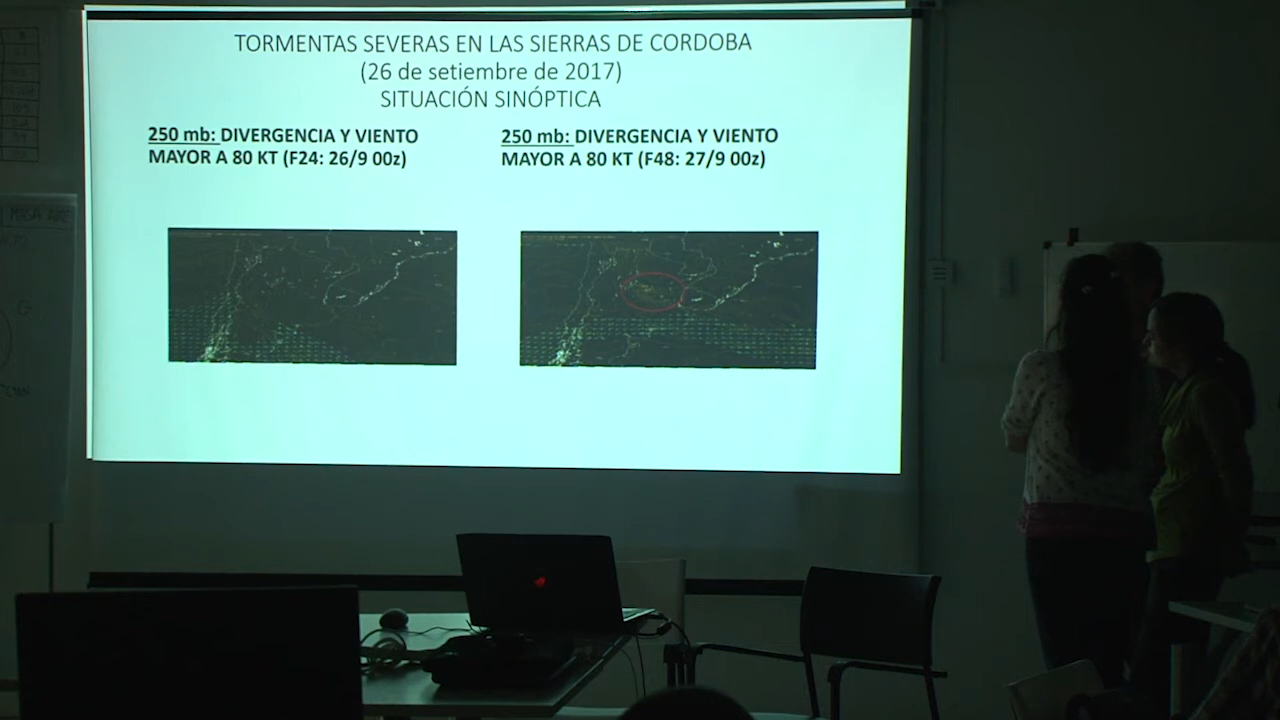 TORMENTAS SEVERAS EN LAS SIERRAS DE CORDOBA
(26 de setiembre de 2017)
SITUACIÓN SINÓPTICA
250 mb: DIVERGENCIA Y VIENTO
MAYOR A 80 KT (F24: 26/9 00z)
250 mb: DIVERGENCIA Y VIENTO
MAYOR A 80 KT (F48: 27/9 00z)